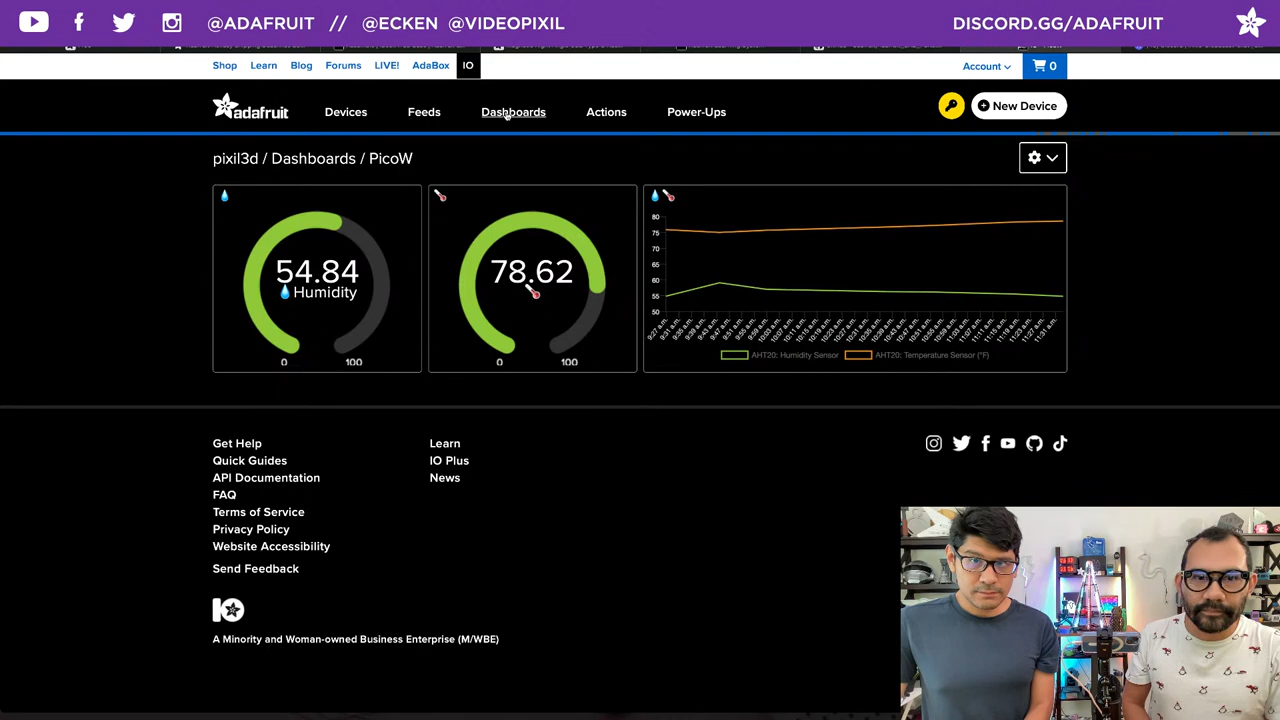 @ADAFRUIT // @ECKEN @VIDEOPIXIL
DISCORD.GG/ADAFRUIT
Shop Learn Blog Forums LIVE! AdaBox IO
Account 0
adafruit Devices Feeds Dashboards Actions Power-Ups
New Device
pixil3d / Dashboards / PicoW
54.84
Humidity
0 100
78.62
0 100
80
75
70
65
60
55
50
AHT20: Humidity Sensor AHT20: Temperature Sensor (°F)
Get Help
Quick Guides
API Documentation
FAQ
Terms of Service
Privacy Policy
Website Accessibility
Send Feedback
Learn
IO Plus
News
IO
A Minority and Woman-owned Business Enterprise (M/WBE)